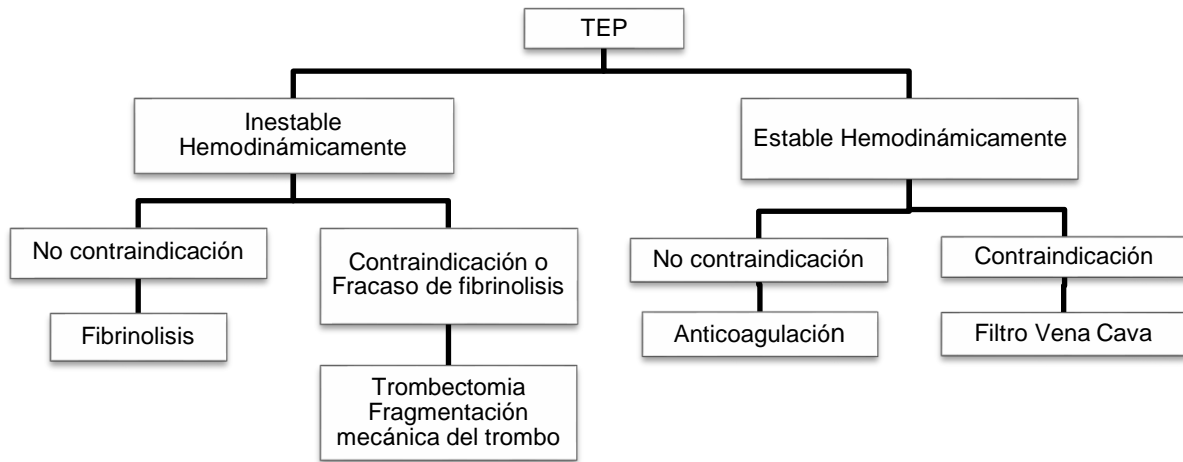 TEP
Inestable
Hemodinámicamente
Estable Hemodinámicamente
No contraindicación
Contraindicación o
Fracaso de fibrinolisis
No contraindicación
Contraindicación
Fibrinolisis
Trombectomia
Fragmentación
mecánica del trombo
Anticoagulación
Filtro Vena Cava